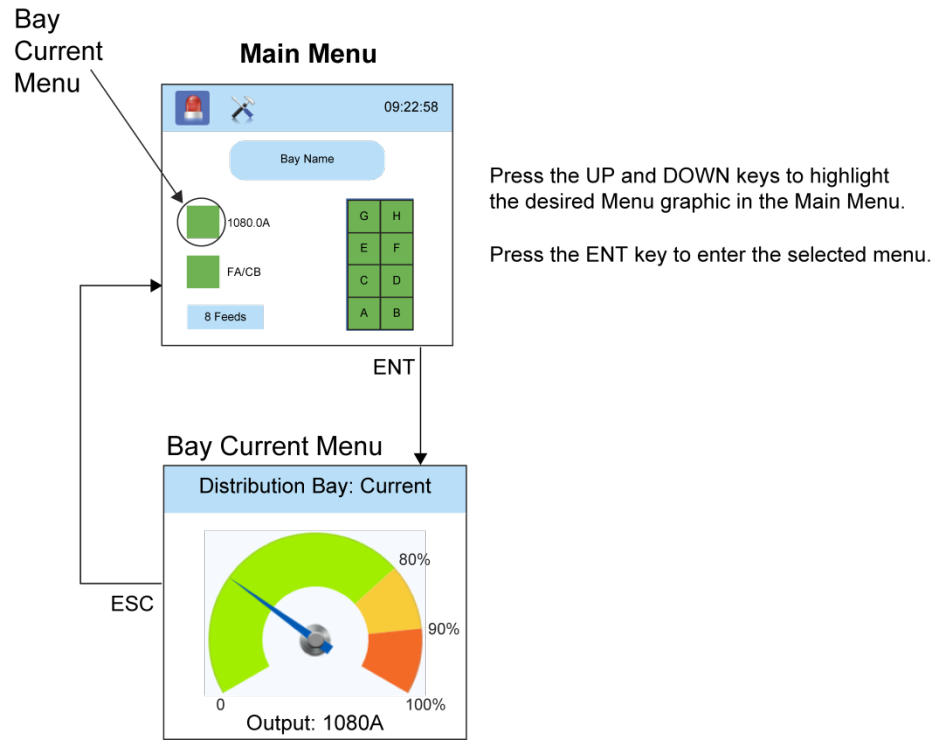 Bay
Current
Menu
Main Menu
09:22:58
Bay Name
1080.0A
FA/CB
8 Feeds
G H
E F
C D
A B
Press the UP and DOWN keys to highlight
the desired Menu graphic in the Main Menu.
Press the ENT key to enter the selected menu.
ENT
Bay Current Menu
Distribution Bay: Current
80%
90%
0
100%
Output: 1080A
ESC